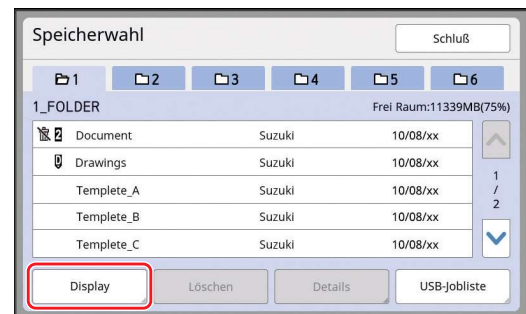 Speicherwahl
Schluß
1 2 3 4 5 6
1_FOLDER Frei Raum:11339MB(75%)
2 Document Suzuki 10/08/xx
Drawings Suzuki 10/08/xx
Templete_A Suzuki 10/08/xx
Templete_B Suzuki 10/08/xx
Templete_C Suzuki 10/08/xx
1
/
2
Display Löschen Details USB-Jobliste